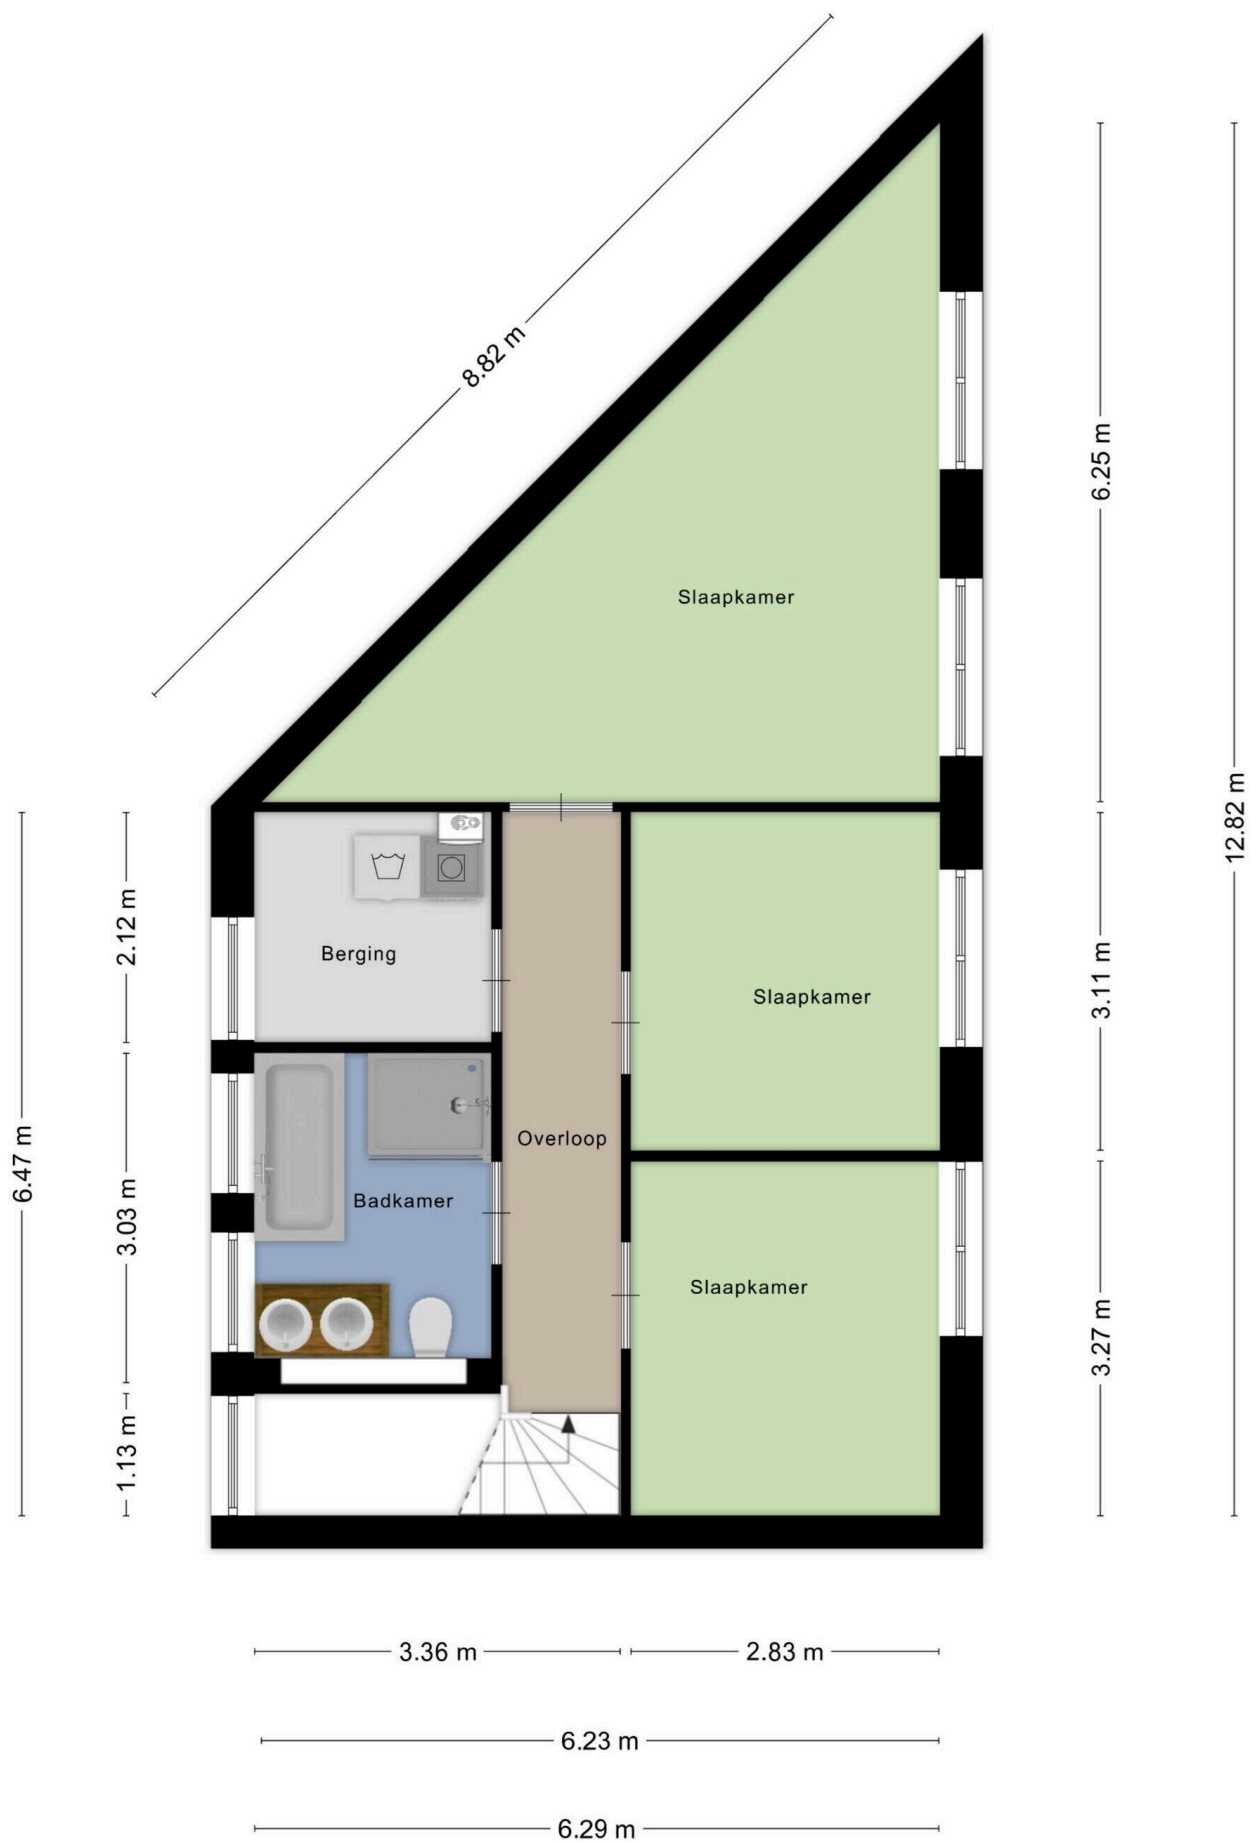 8.82 m
6.25 m
Slaapkamer
12.82 m
2.12 m
Berging
Slaapkamer
3.11 m
6.47 m
Overloop
3.03 m
Badkamer
Slaapkamer
3.27 m
1.13 m
3.36 m
2.83 m
6.23 m
6.29 m